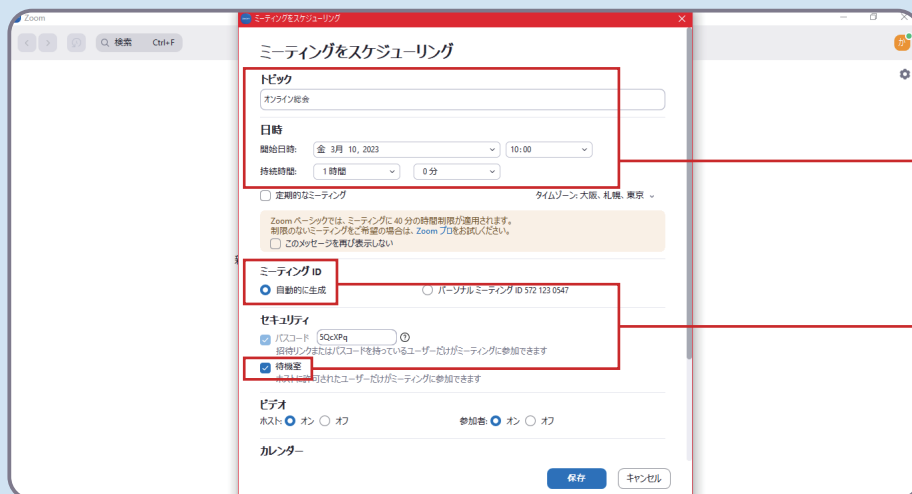 Zoom
ミーティングをスケジューリング
検索 Ctrl+F
が
ミーティングをスケジューリング
トピック
オンライン総会
日時
開始日時: 金 3月 10, 2023 10:00
持続時間: 1 時間 0 分
定期的なミーティング タイムゾーン: 大阪、札幌、東京
Zoom ベーシックでは、ミーティングに 40 分の時間制限が適用されます。
制限のないミーティングをご希望の場合は、Zoom プロをお試しください。
このメッセージを再び表示しない
ミーティング ID
自動的に生成 パーソナル ミーティング ID 572 123 0547
セキュリティ
パスコード 5QcXPq
招待リンクまたはパスコードを持っているユーザーだけがミーティングに参加できます
待機室
ホストに許可されたユーザーだけがミーティングに参加できます
ビデオ
ホスト: オン オフ 参加者: オン オフ
カレンダー
保存 キャンセル